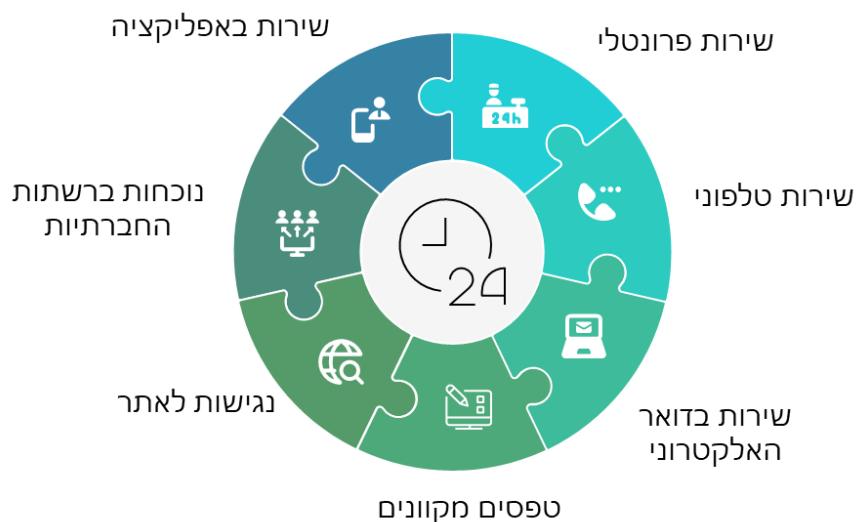 שירות באפליקציה
שירות פרונטלי
24h
נוכחות ברשתות
החברתיות
שירות טלפוני
24
נגישות לאתר
שירות בדואר
האלקטרוני
טפסים מקוונים